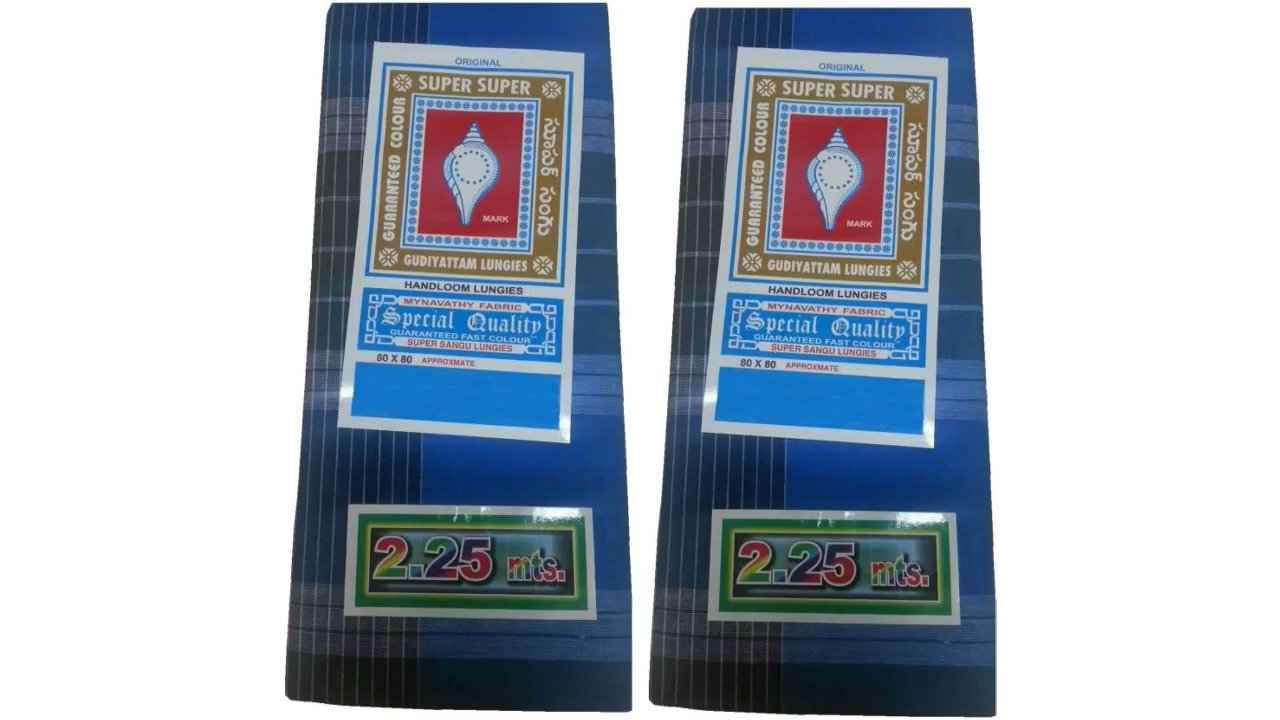 ORIGINAL
SUPER SUPER
GUARANTEED COLOUR
సూపర్ సంగు
MARK
GUDIYATTAM LUNGIES
HANDLOOM LUNGIES
MYNAVATHY FABRIC
Special Quality
GUARANTEED FAST COLOUR
SUPER SANGU LUNGIES
80 X 80 APPROXMATE
2.25 mts.
ORIGINAL
SUPER SUPER
GUARANTEED COLOUR
సూపర్ సంగు
MARK
GUDIYATTAM LUNGIES
HANDLOOM LUNGIES
MYNAVATHY FABRIC
Special Quality
GUARANTEED FAST COLOUR
SUPER SANGU LUNGIES
80 X 80 APPROXMATE
2.25 mts.